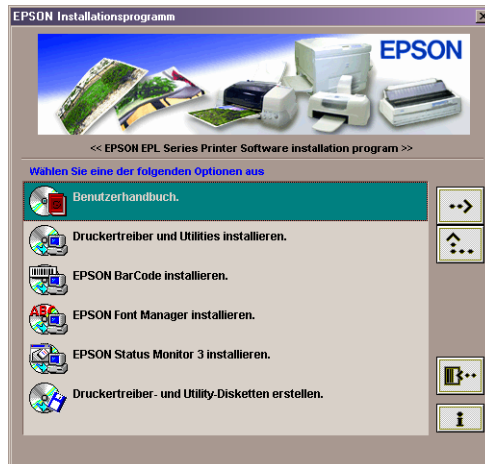 EPSON Installationsprogramm
EPSON
<< EPSON EPL Series Printer Software installation program >>
Wählen Sie eine der folgenden Optionen aus
Benutzerhandbuch.
Druckertreiber und Utilities installieren.
EPSON BarCode installieren.
ABC
EPSON Font Manager installieren.
EPSON Status Monitor 3 installieren.
Druckertreiber- und Utility-Disketten erstellen.
i